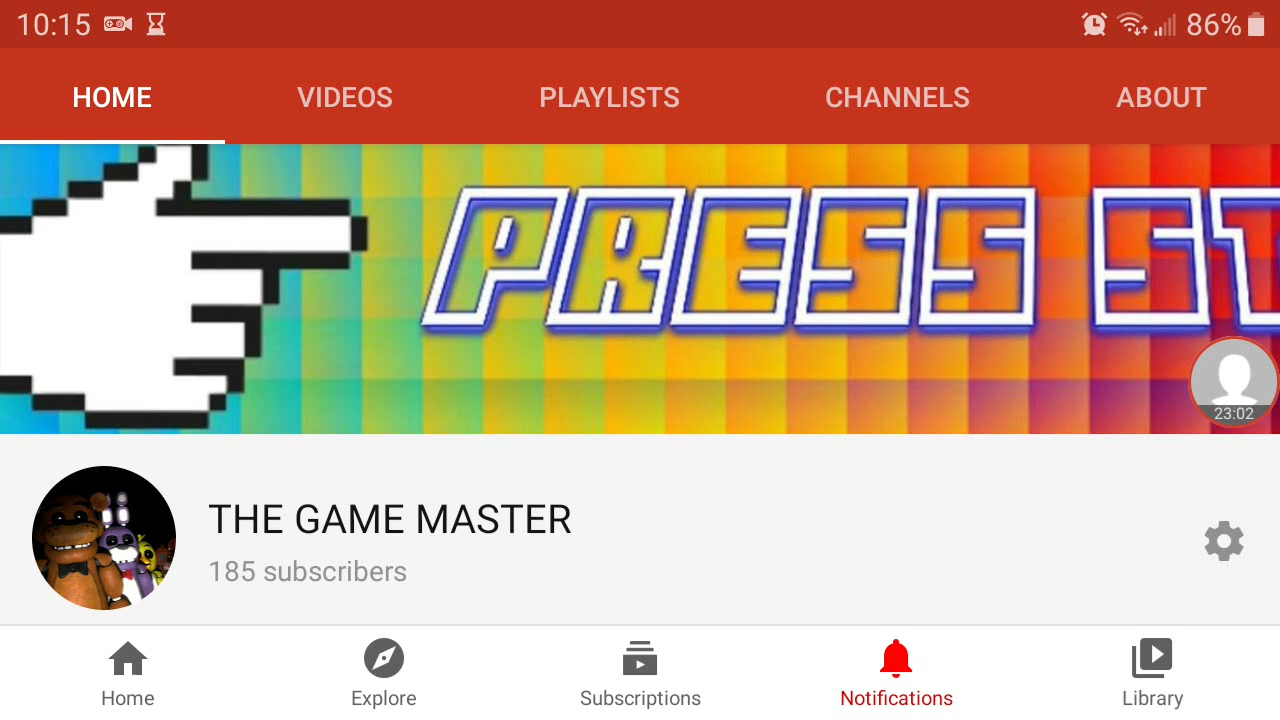 10:15 86%
HOME VIDEOS PLAYLISTS CHANNELS ABOUT
PRESS ST
23:02
THE GAME MASTER
185 subscribers
Home Explore Subscriptions Notifications Library